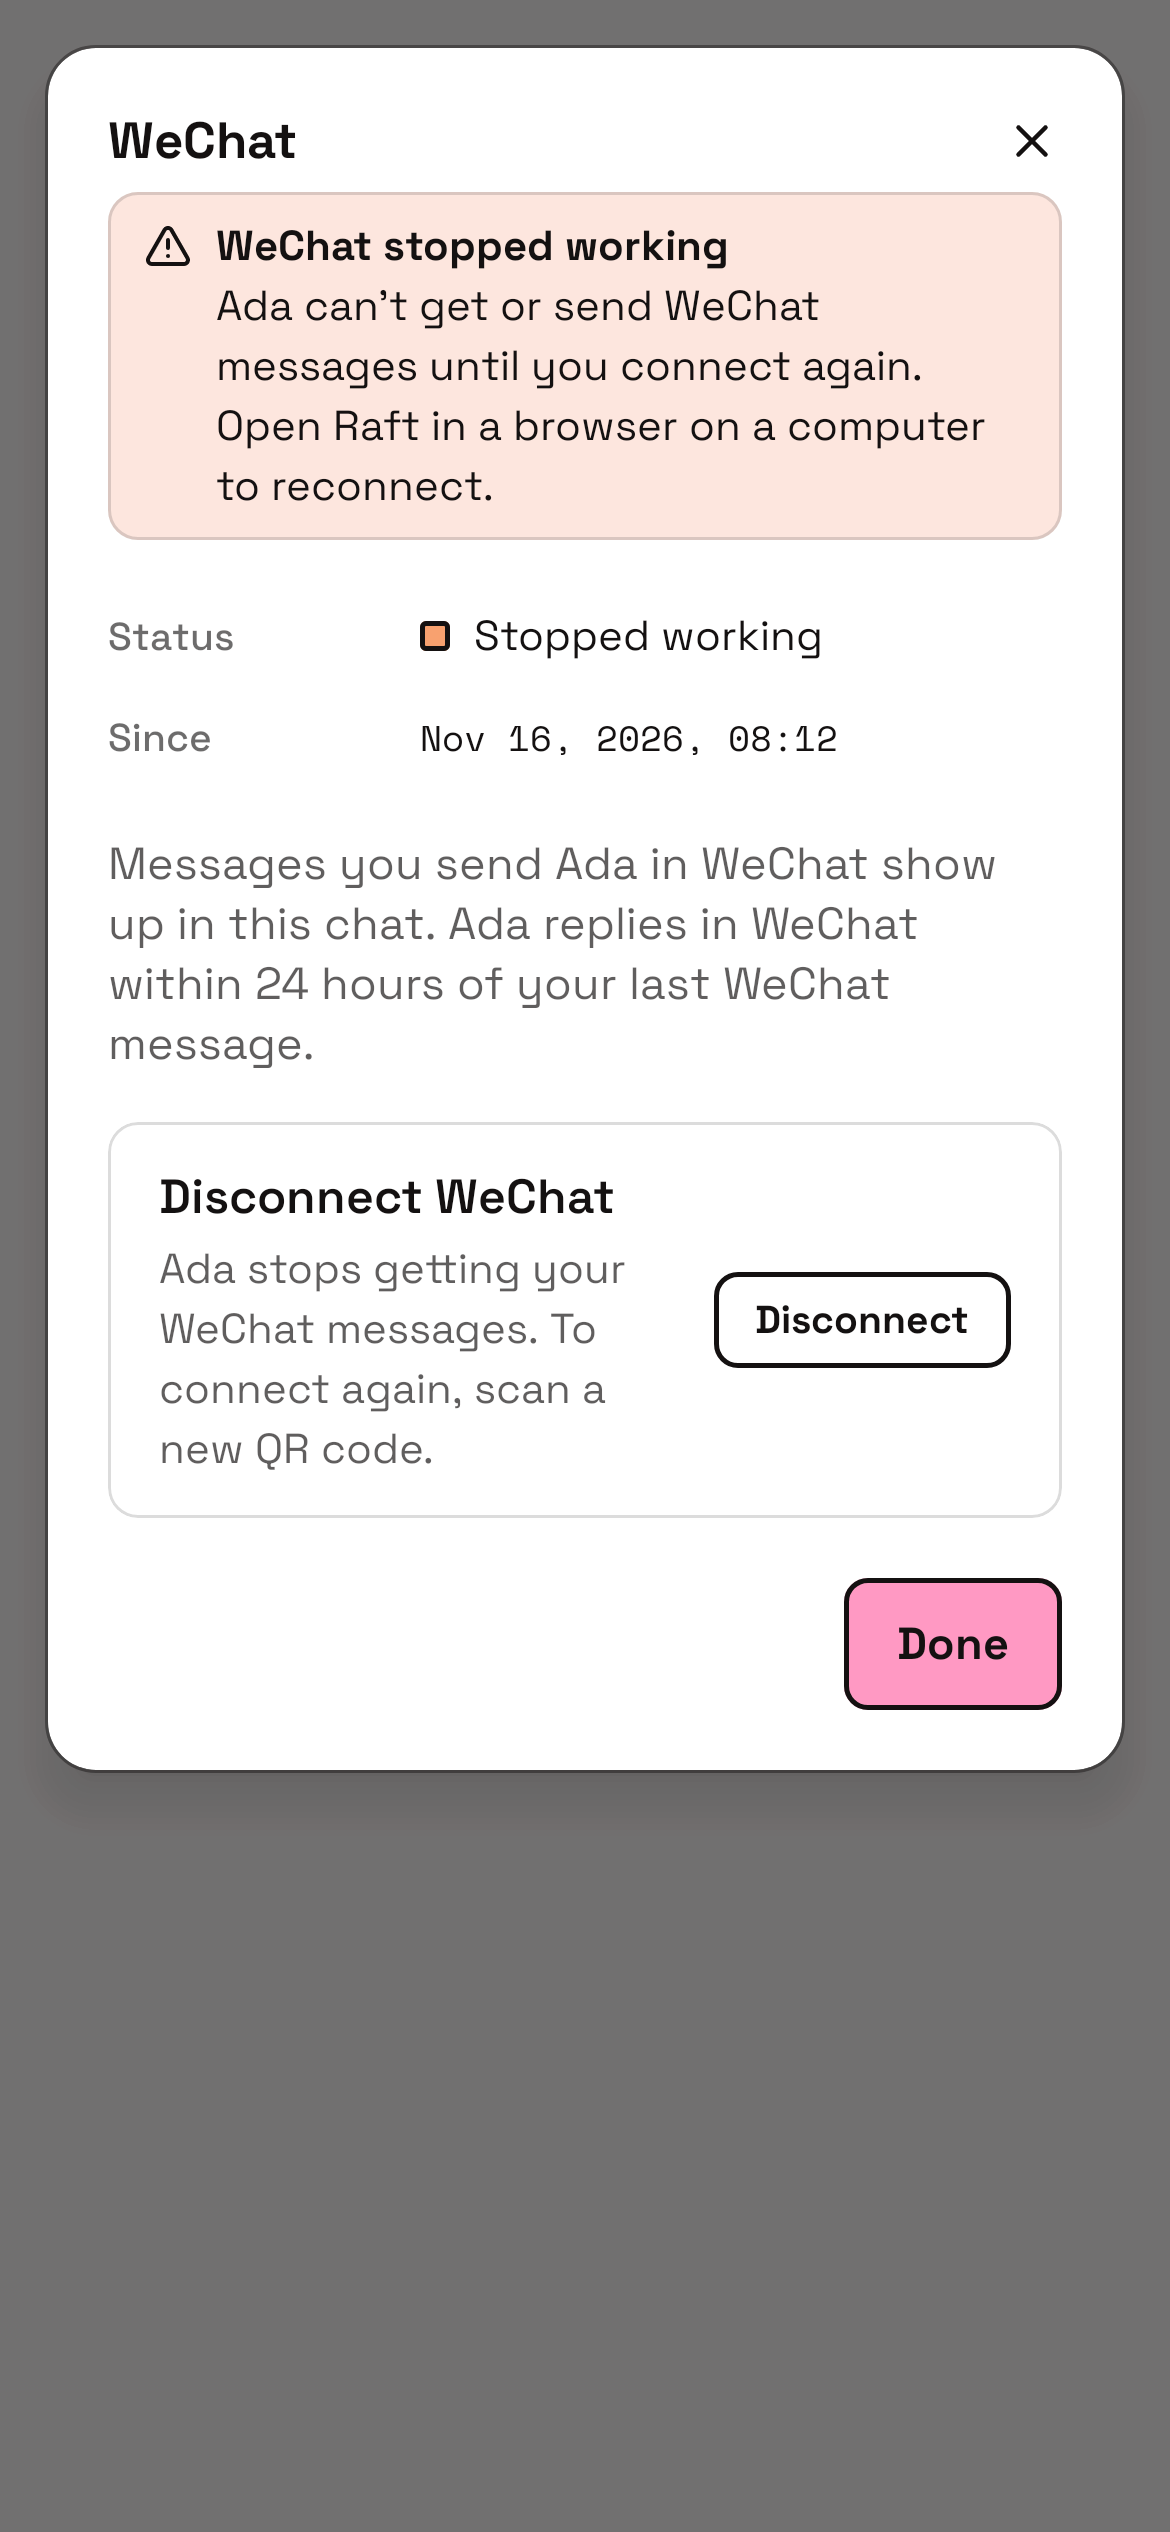 WeChat
WeChat stopped working
Ada can’t get or send WeChat
messages until you connect again.
Open Raft in a browser on a computer
to reconnect.
Status
Stopped working
Since
Nov 16, 2026, 08:12
Messages you send Ada in WeChat show
up in this chat. Ada replies in WeChat
within 24 hours of your last WeChat
message.
Disconnect WeChat
Ada stops getting your
WeChat messages. To
connect again, scan a
new QR code.
Disconnect
Done